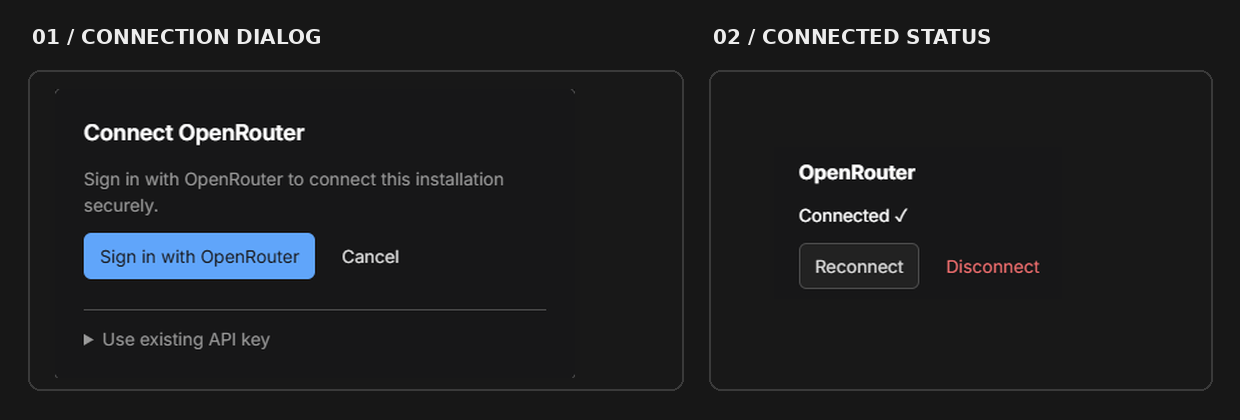 01 / CONNECTION DIALOG
Connect OpenRouter
Sign in with OpenRouter to connect this installation
securely.
Sign in with OpenRouter
Cancel
▶ Use existing API key
02 / CONNECTED STATUS
OpenRouter
Connected ✓
Reconnect
Disconnect